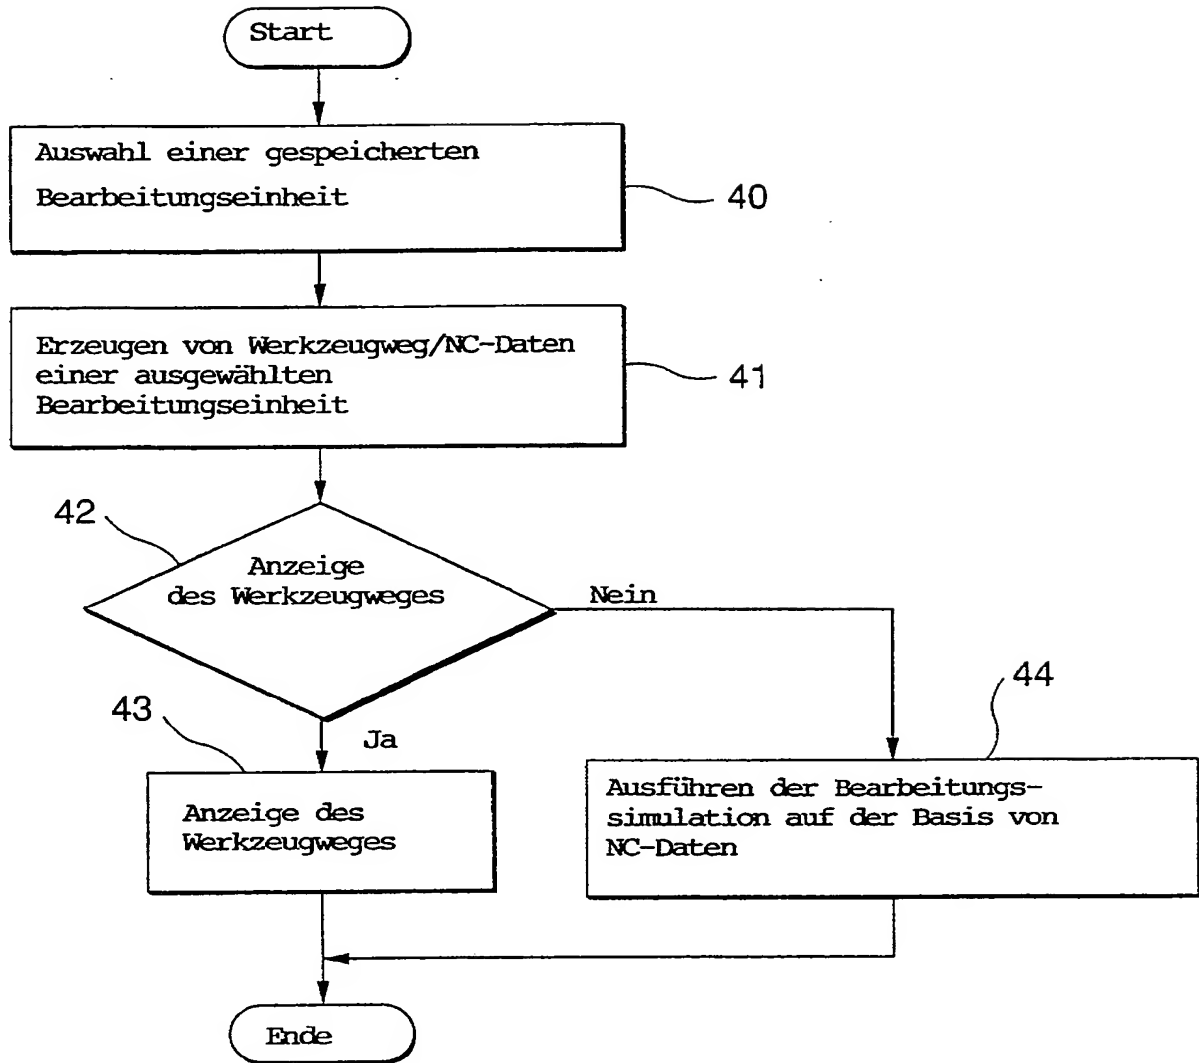 Start
Auswahl einer gespeicherten
Bearbeitungseinheit
40
Erzeugen von Werkzeugweg/NC-Daten
einer ausgewählten
Bearbeitungseinheit
41
42
Anzeige
des Werkzeugweges
Nein
43
Ja
44
Anzeige des
Werkzeugweges
Ausführen der Bearbeitungs-
simulation auf der Basis von
NC-Daten
Ende